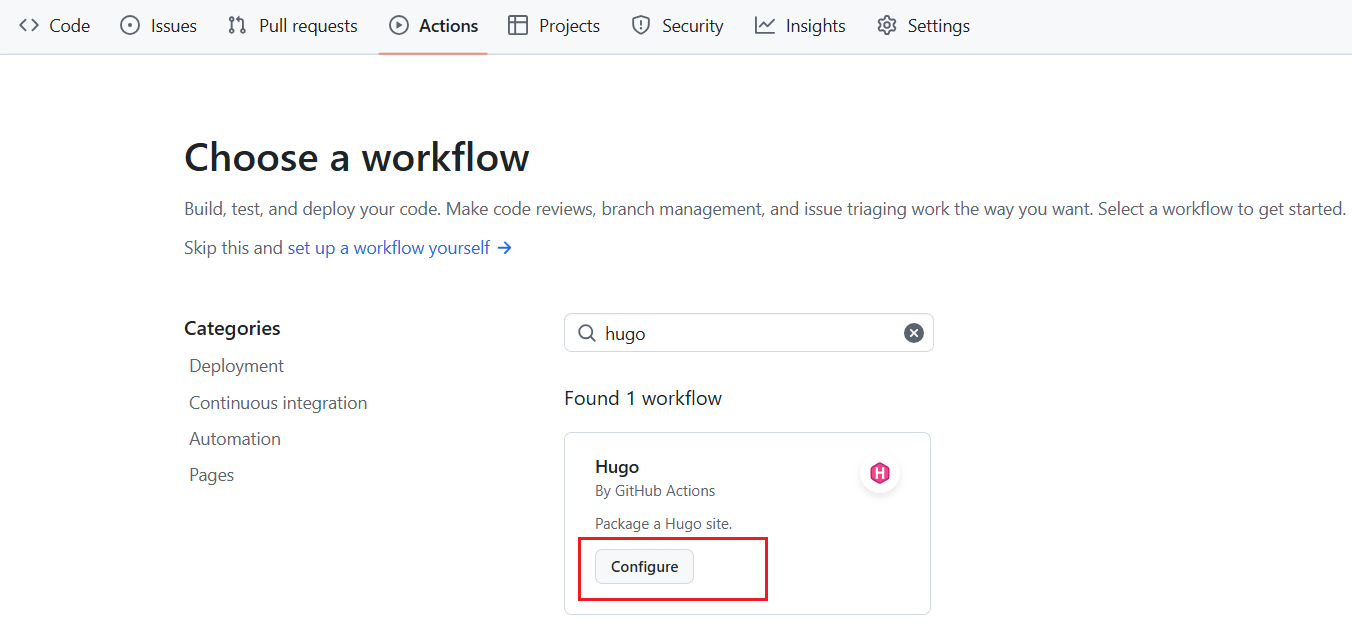 Code Issues Pull requests Actions Projects Security Insights Settings
Choose a workflow
Build, test, and deploy your code. Make code reviews, branch management, and issue triaging work the way you want. Select a workflow to get started.
Skip this and set up a workflow yourself →
Categories
Deployment
Continuous integration
Automation
Pages
hugo
Found 1 workflow
Hugo
H
By GitHub Actions
Package a Hugo site.
Configure